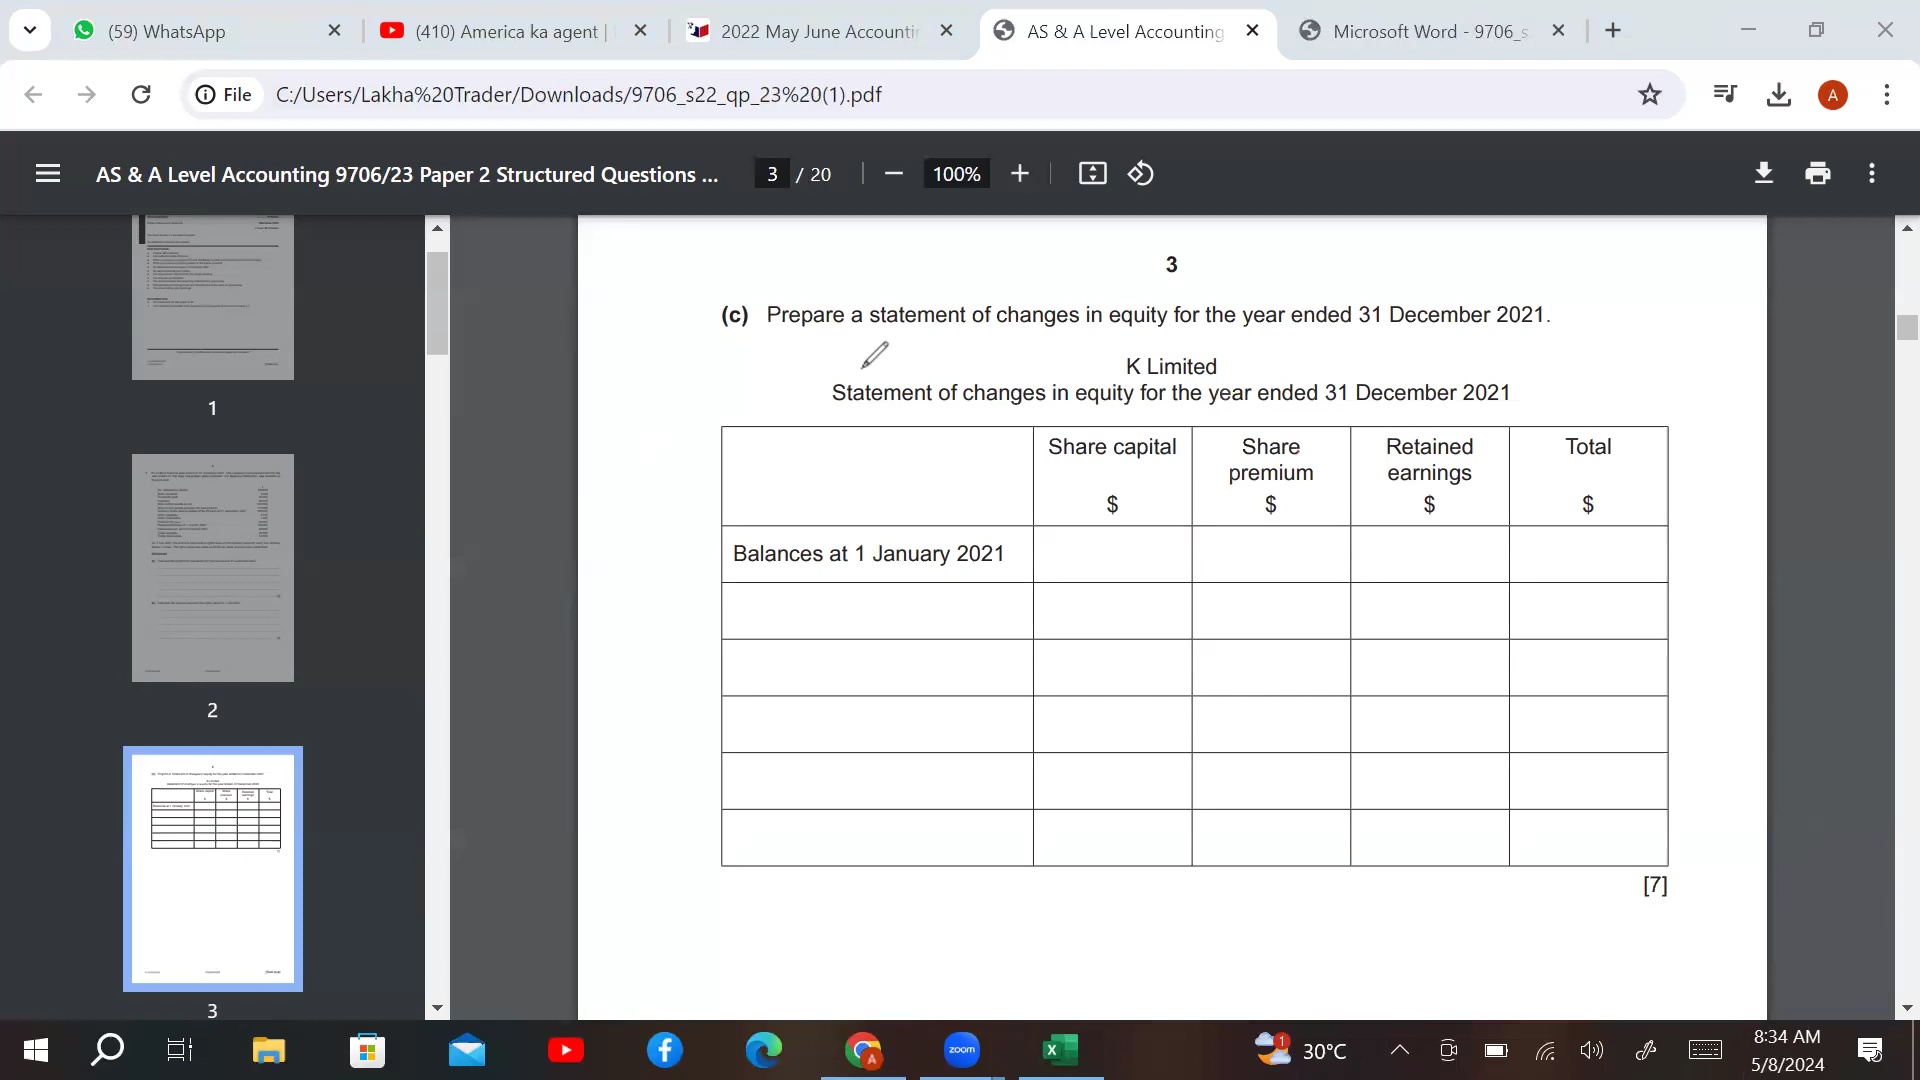 (59) WhatsApp
(410) America ka agent |
2022 May June Accountin
AS & A Level Accounting
Microsoft Word - 9706_s
File
C:/Users/Lakha%20Trader/Downloads/9706_s22_qp_23%20(1).pdf
A
AS & A Level Accounting 9706/23 Paper 2 Structured Questions ...
3 / 20
100%
1
2
3
3
(c) Prepare a statement of changes in equity for the year ended 31 December 2021.
K Limited
Statement of changes in equity for the year ended 31 December 2021
Share capital
$
Share
premium
$
Retained
earnings
$
Total
$
Balances at 1 January 2021
[7]
A
zoom
X
1
30°C
8:34 AM
5/8/2024